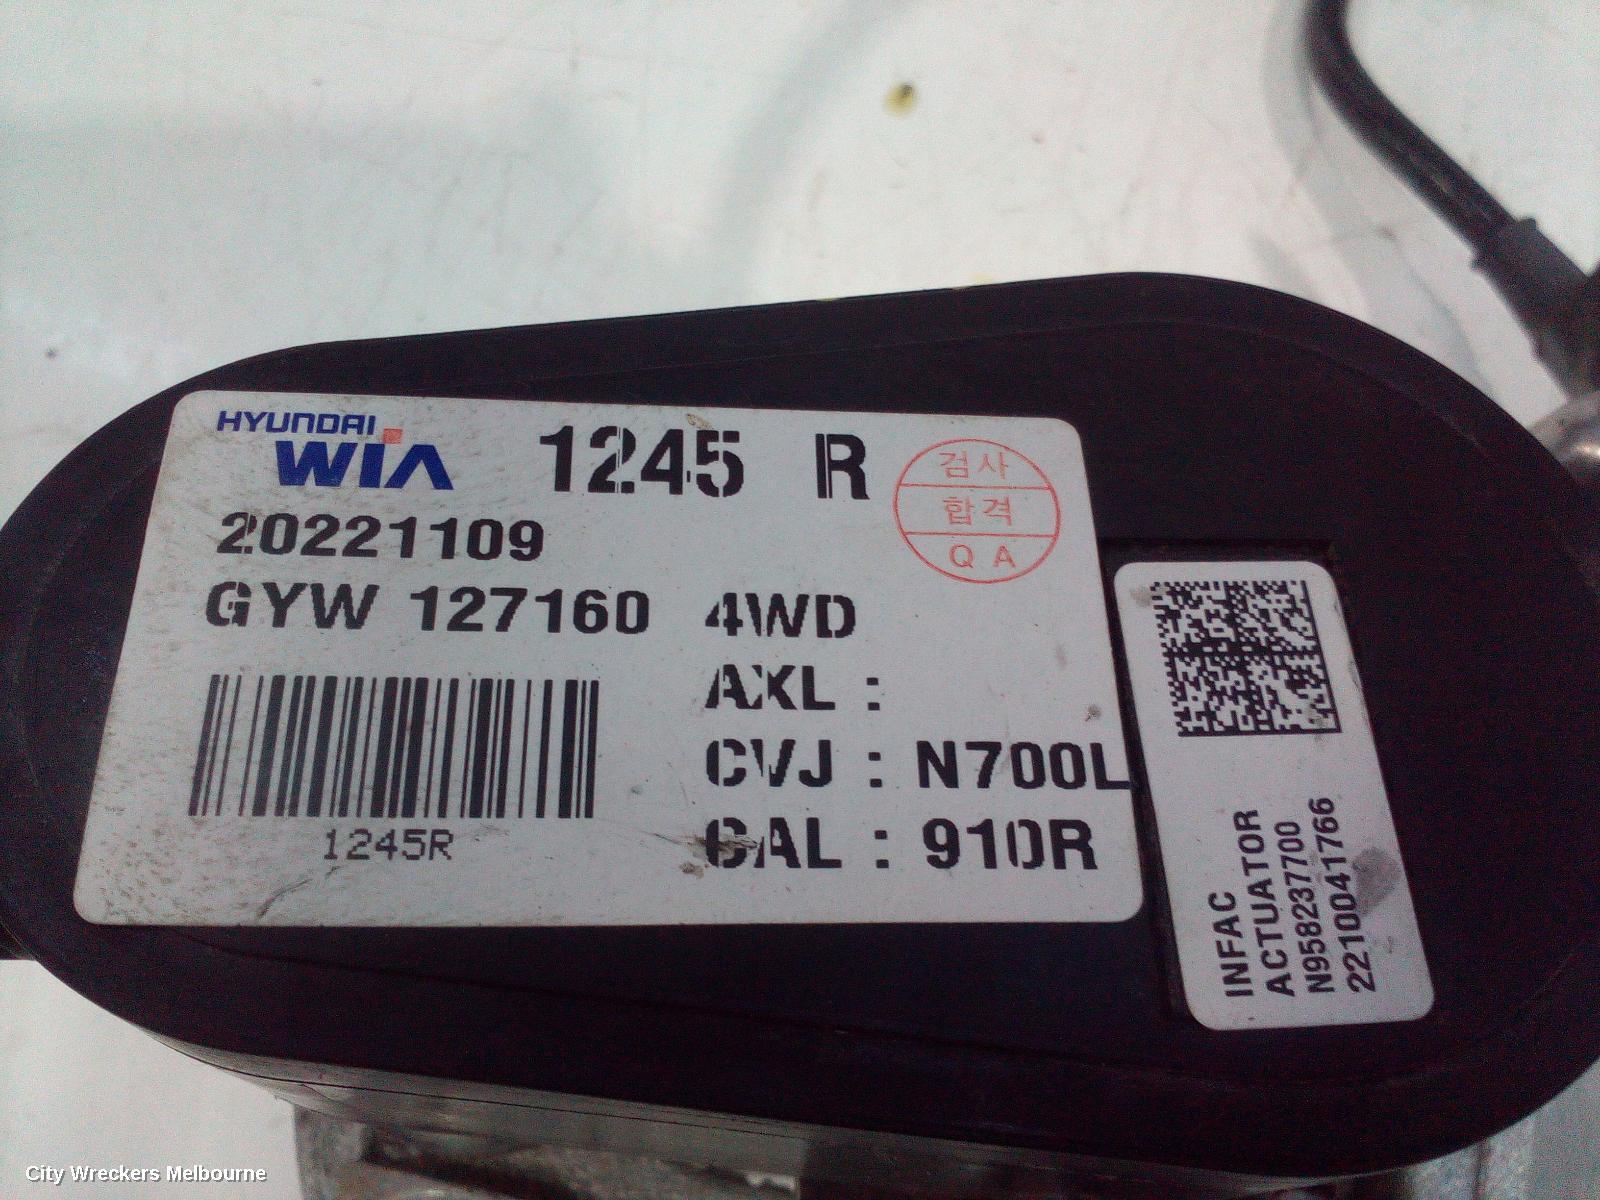 HYUNDAI
WIA
1245 R
검사
합격
Q A
20221109
GYW 127160 4WD
AXL :
CVJ : N700L
CAL : 910R
1245R
INFAC
ACTUATOR
N958237700
2210041766
City Wreckers Melbourne